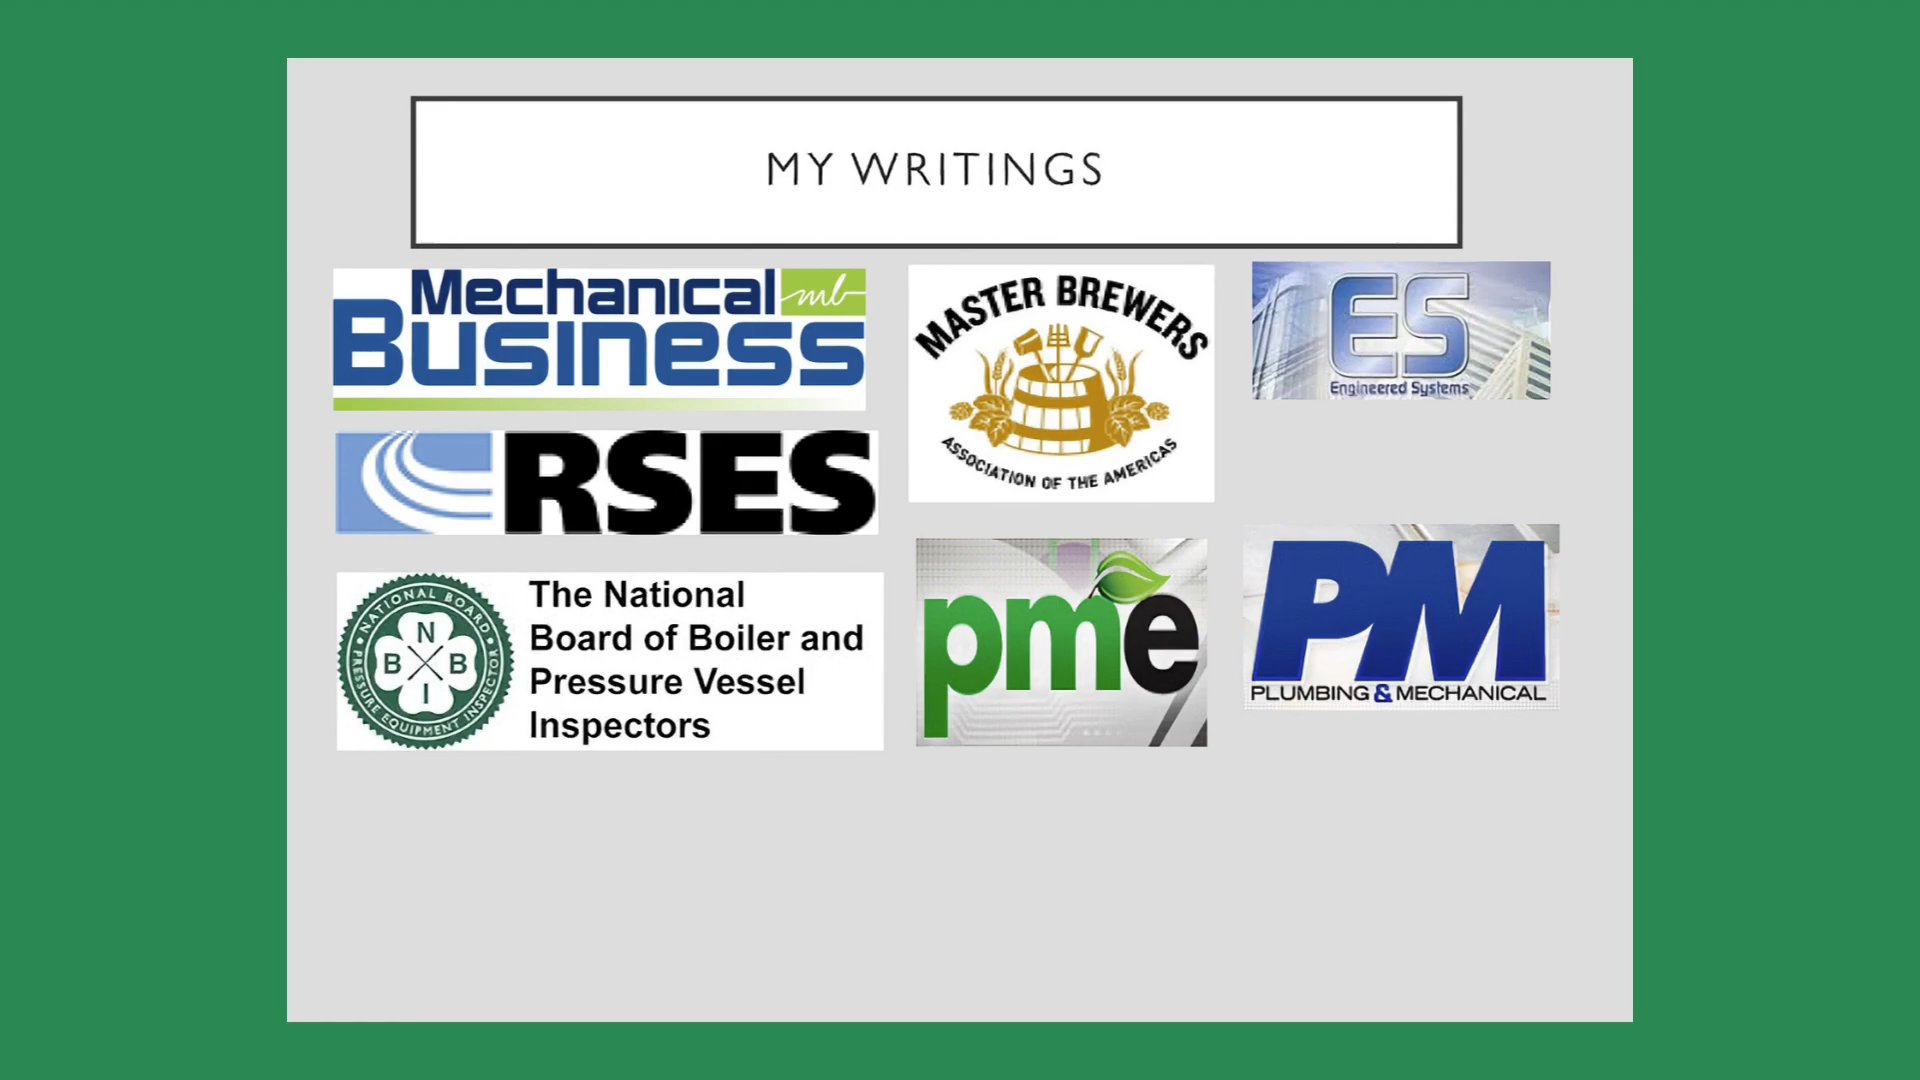 MY WRITINGS
Mechanical mb
Business
MASTER BREWERS
ASSOCIATION OF THE AMERICAS
ES
Engineered Systems
RSES
NATIONAL BOARD
PRESSURE EQUIPMENT INSPECTOR
N
B B
I
The National
Board of Boiler and
Pressure Vessel
Inspectors
pme
PM
PLUMBING & MECHANICAL